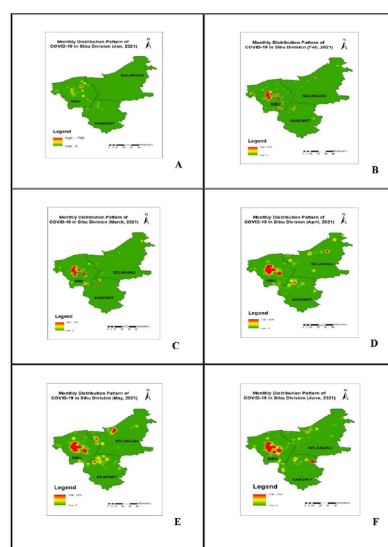 Monthly Distribution Pattern of
COVID-19 in Sibu Division (Jan, 2021)
N
SELANGAU
SIBU
KANOWIT
Legend
A
Monthly Distribution Pattern of
COVID-19 in Sibu Division (Feb, 2021)
N
SELANGAU
SIBU
KANOWIT
Legend
B
Monthly Distribution Pattern of
COVID-19 in Sibu Division (March, 2021)
N
SELANGAU
SIBU
KANOWIT
Legend
C
Monthly Distribution Pattern of
COVID-19 in Sibu Division (April, 2021)
N
SELANGAU
SIBU
KANOWIT
Legend
D
Monthly Distribution Pattern of
COVID-19 in Sibu Division (May, 2021)
N
SELANGAU
SIBU
KANOWIT
Legend
E
Monthly Distribution Pattern of
COVID-19 in Sibu Division (June, 2021)
N
SELANGAU
SIBU
KANOWIT
Legend
F